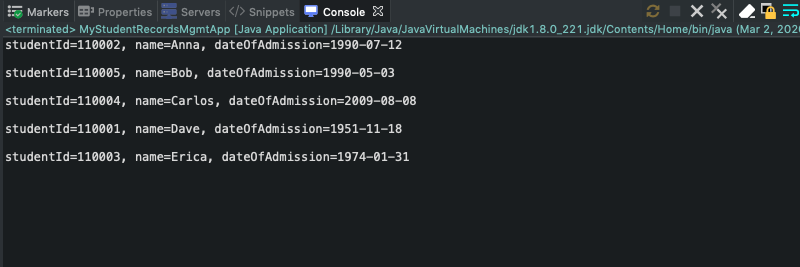 Markers Properties Servers Snippets Console
<terminated> MyStudentRecordsMgmtApp [Java Application] /Library/Java/JavaVirtualMachines/jdk1.8.0_221.jdk/Contents/Home/bin/java (Mar 2, 202
studentId=110002, name=Anna, dateOfAdmission=1990-07-12
studentId=110005, name=Bob, dateOfAdmission=1990-05-03
studentId=110004, name=Carlos, dateOfAdmission=2009-08-08
studentId=110001, name=Dave, dateOfAdmission=1951-11-18
studentId=110003, name=Erica, dateOfAdmission=1974-01-31